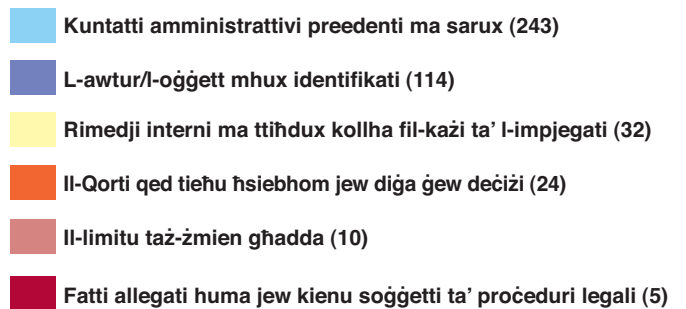 Kuntatti amministrattivi preedenti ma sarux (243)
L-awtur/l-oġġett mhux identifikati (114)
Rimedji interni ma ttiħdux kollha fil-każi ta’ l-impjegati (32)
Il-Qorti qed tieħu ħsiebhom jew diġa ġew deċiżi (24)
Il-limitu taż-żmien għadda (10)
Fatti allegati huma jew kienu soġġetti ta’ proċeduri legali (5)